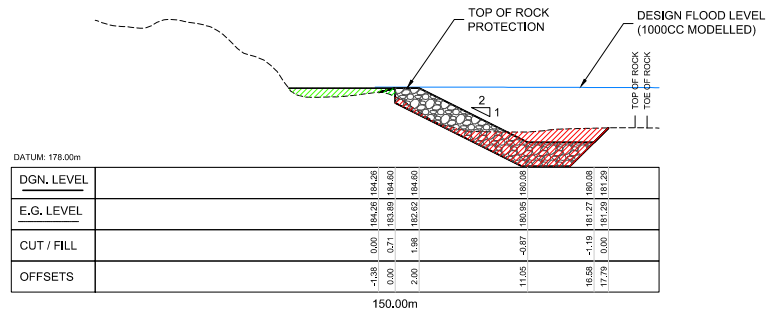 TOP OF ROCK
PROTECTION
DESIGN FLOOD LEVEL
(1000CC MODELLED)
TOP OF ROCK
TOE OF ROCK
2
1
DATUM: 178.00m
DGN. LEVEL 184.26 184.60 184.60 180.08 180.08 181.29
E.G. LEVEL 184.26 183.89 182.62 180.95 181.27 181.29
CUT / FILL 0.00 0.71 1.98 -0.87 -1.19 0.00
OFFSETS -1.38 0.00 2.00 11.05 16.58 17.79
150.00m